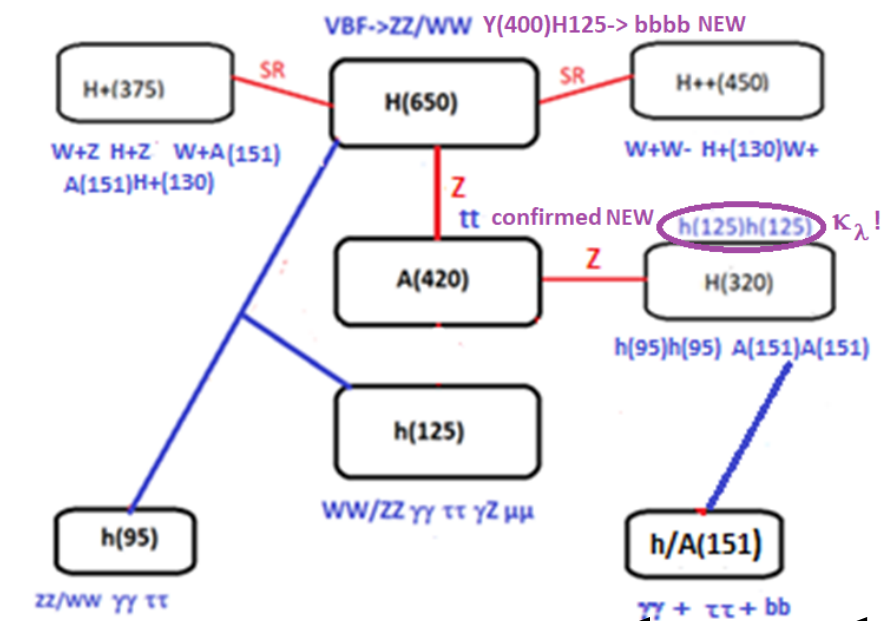 VBF->ZZ/WW Y(400)H125-> bbbb NEW
H+(375)
SR
H(650)
SR
H++(450)
W+Z H+Z W+A(151)
A(151)H+(130)
W+W- H+(130)W+
Z
tt confirmed NEW
h(125)h(125) κλ!
A(420)
Z
H(320)
h(95)h(95) A(151)A(151)
h(125)
WW/ZZ γγ ττ γZ μμ
h(95)
h/A(151)
zz/ww γγ ττ
γγ + ττ + bb